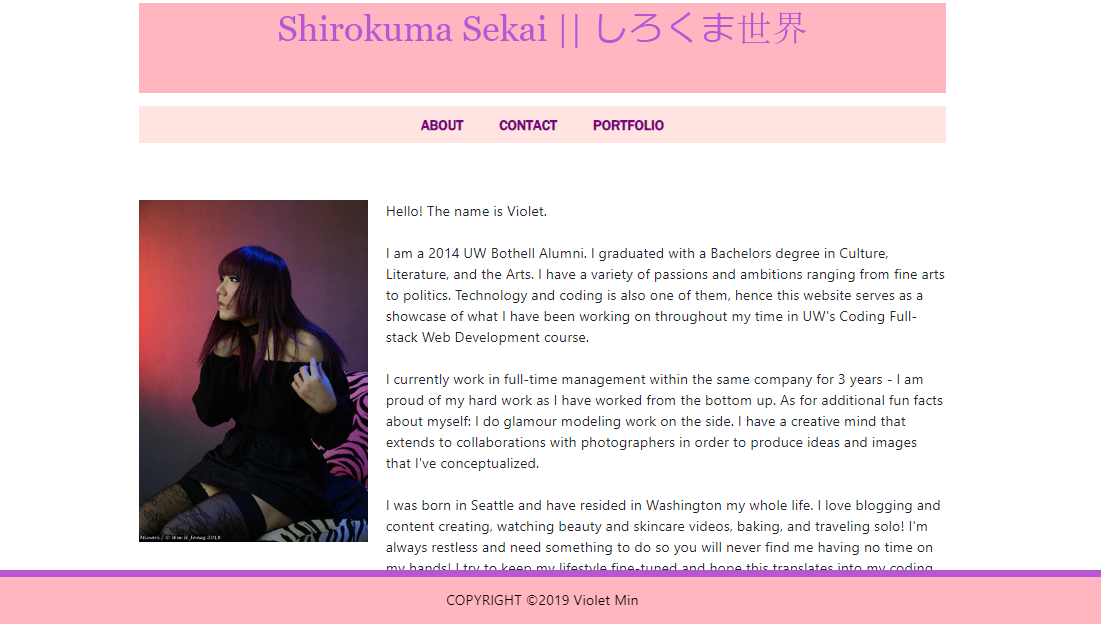 Shirokuma Sekai || しろくま世界
ABOUT CONTACT PORTFOLIO
Hello! The name is Violet.
I am a 2014 UW Bothell Alumni. I graduated with a Bachelors degree in Culture,
Literature, and the Arts. I have a variety of passions and ambitions ranging from fine arts
to politics. Technology and coding is also one of them, hence this website serves as a
showcase of what I have been working on throughout my time in UW's Coding Full-
stack Web Development course.
I currently work in full-time management within the same company for 3 years - I am
proud of my hard work as I have worked from the bottom up. As for additional fun facts
about myself: I do glamour modeling work on the side. I have a creative mind that
extends to collaborations with photographers in order to produce ideas and images
that I've conceptualized.
I was born in Seattle and have resided in Washington my whole life. I love blogging and
content creating, watching beauty and skincare videos, baking, and traveling solo! I'm
always restless and need something to do so you will never find me having no time on
my hands! I try to keep my lifestyle fine-tuned and hope this translates into my coding
COPYRIGHT ©2019 Violet Min